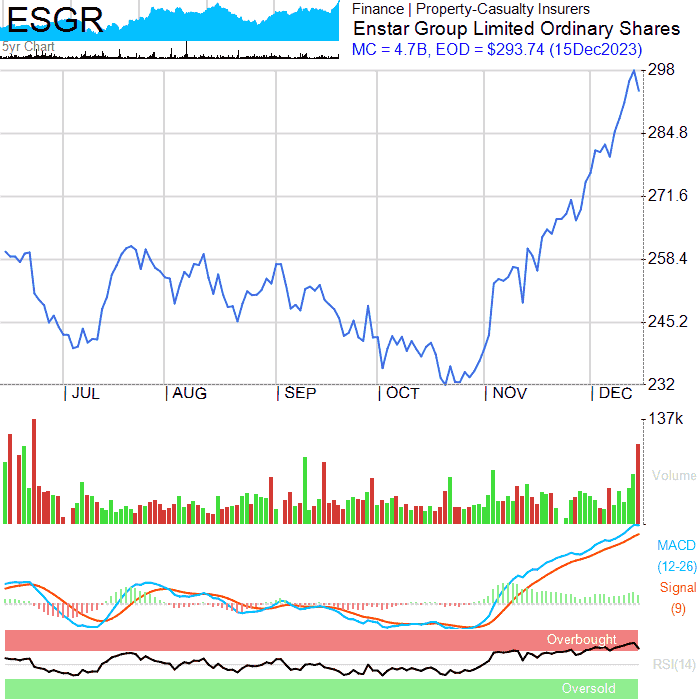 ESGR
Finance | Property-Casualty Insurers
Enstar Group Limited Ordinary Shares
5yr Chart
MC = 4.7B, EOD = $293.74 (15Dec2023)
298
284.8
271.6
258.4
245.2
232
| JUL | AUG | SEP | OCT | NOV | DEC
137k
Volume
MACD
(12-26)
Signal
(9)
Overbought
RSI(14)
Oversold